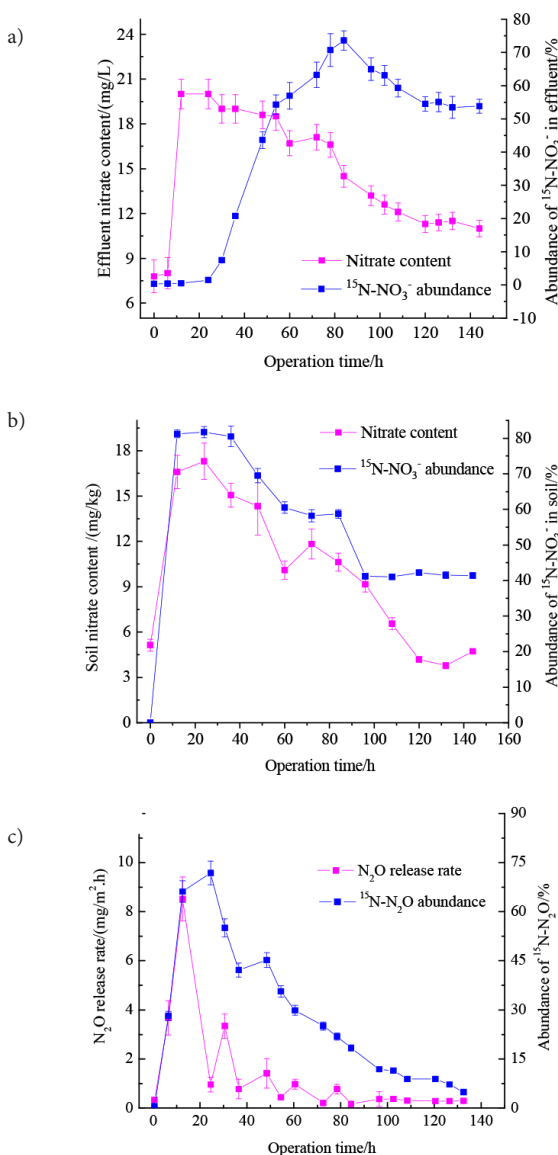 a)
24
21
18
15
12
9
6
Effluent nitrate content/(mg/L)
80
70
60
50
40
30
20
10
0
-10
Abundance of ¹⁵N-NO₃⁻ in effluent/%
Nitrate content
¹⁵N-NO₃⁻ abundance
0 20 40 60 80 100 120 140
Operation time/h
b)
18
15
12
9
6
3
0
Soil nitrate content /(mg/kg)
80
70
60
50
40
30
20
10
0
Abundance of ¹⁵N-NO₃⁻ in soil/%
Nitrate content
¹⁵N-NO₃⁻ abundance
0 20 40 60 80 100 120 140 160
Operation time/h
c)
10
8
6
4
2
0
N₂O release rate/(mg/m².h)
90
75
60
45
30
15
0
Abundance of ¹⁵N-N₂O/%
N₂O release rate
¹⁵N-N₂O abundance
0 20 40 60 80 100 120 140
Operation time/h